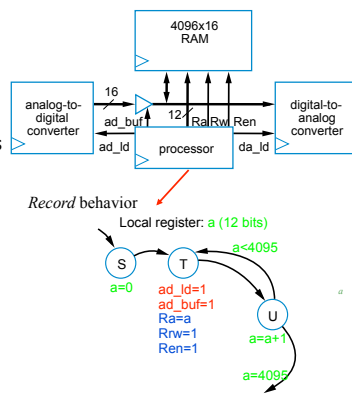 4096x16
RAM
16
analog-to-
digital
converter
ad_buf
12
Ra
Rw
Ren
digital-to-
analog
converter
s
ad_ld
processor
da_ld
Record behavior
Local register: a (12 bits)
a<4095
S
T
a=0
ad_ld=1
ad_buf=1
Ra=a
Rrw=1
Ren=1
U
a=a+1
a=4095
a